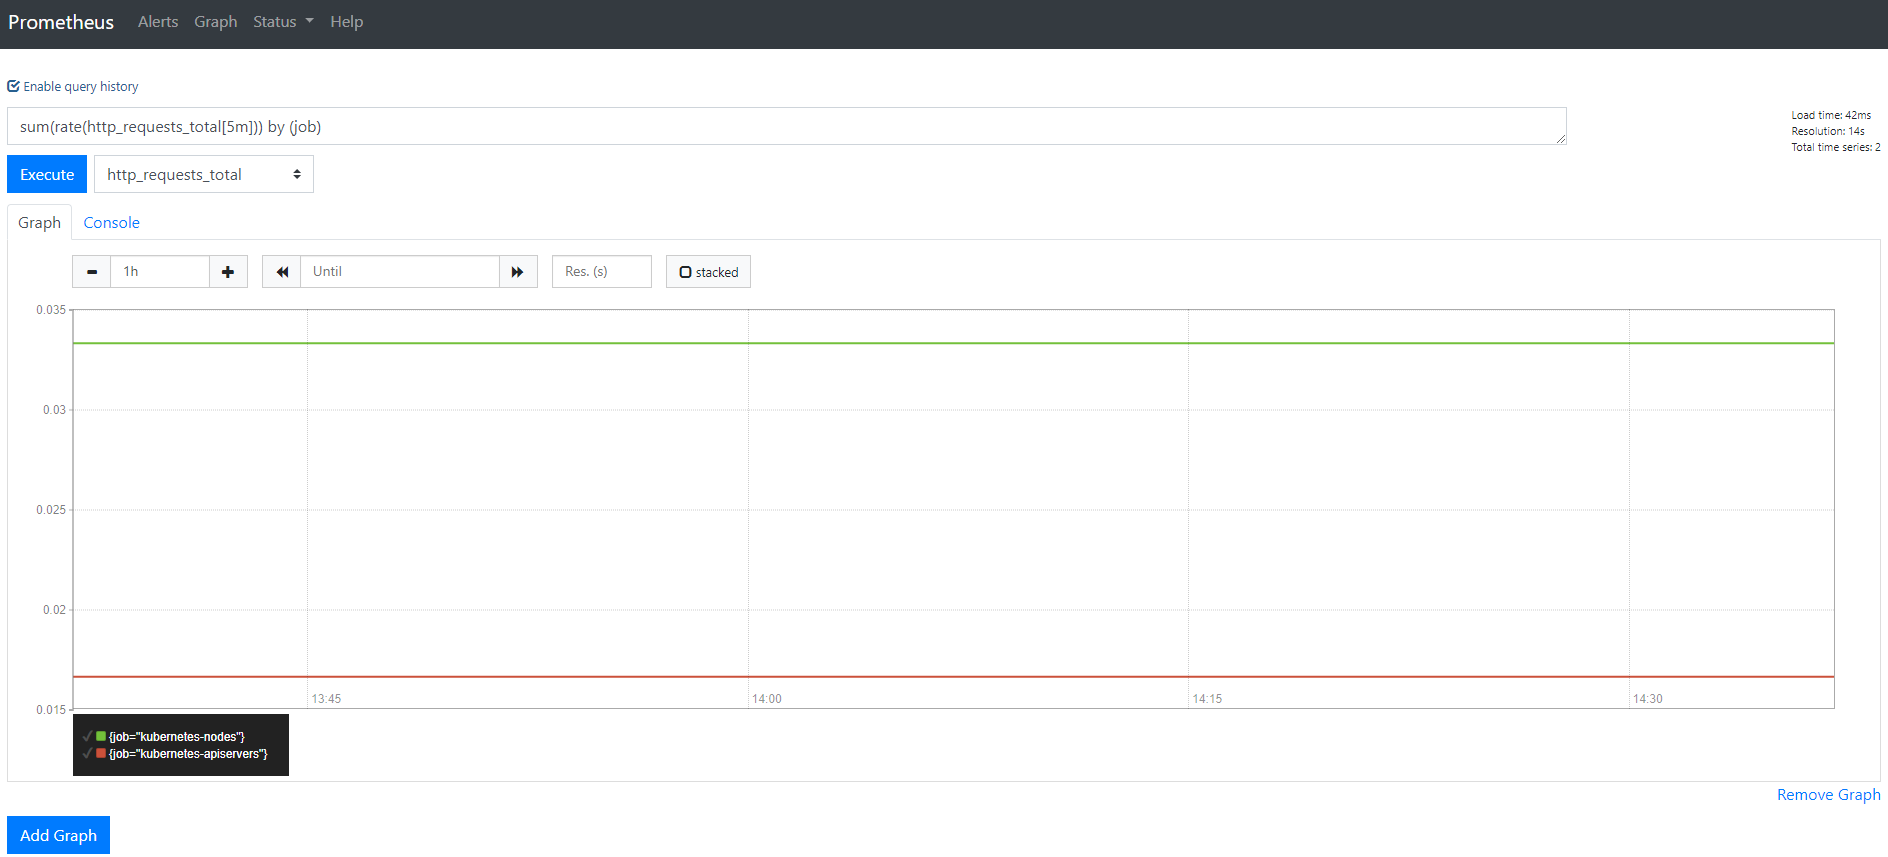 Prometheus Alerts Graph Status Help
Enable query history
sum(rate(http_requests_total[5m])) by (job)
Load time: 42ms
Resolution: 14s
Total time series: 2
Execute http_requests_total
Graph Console
1h Until Res. (s) stacked
0.035
0.03
0.025
0.02
0.015
13:45 14:00 14:15 14:30
{job="kubernetes-nodes"}
{job="kubernetes-apiservers"}
Remove Graph
Add Graph